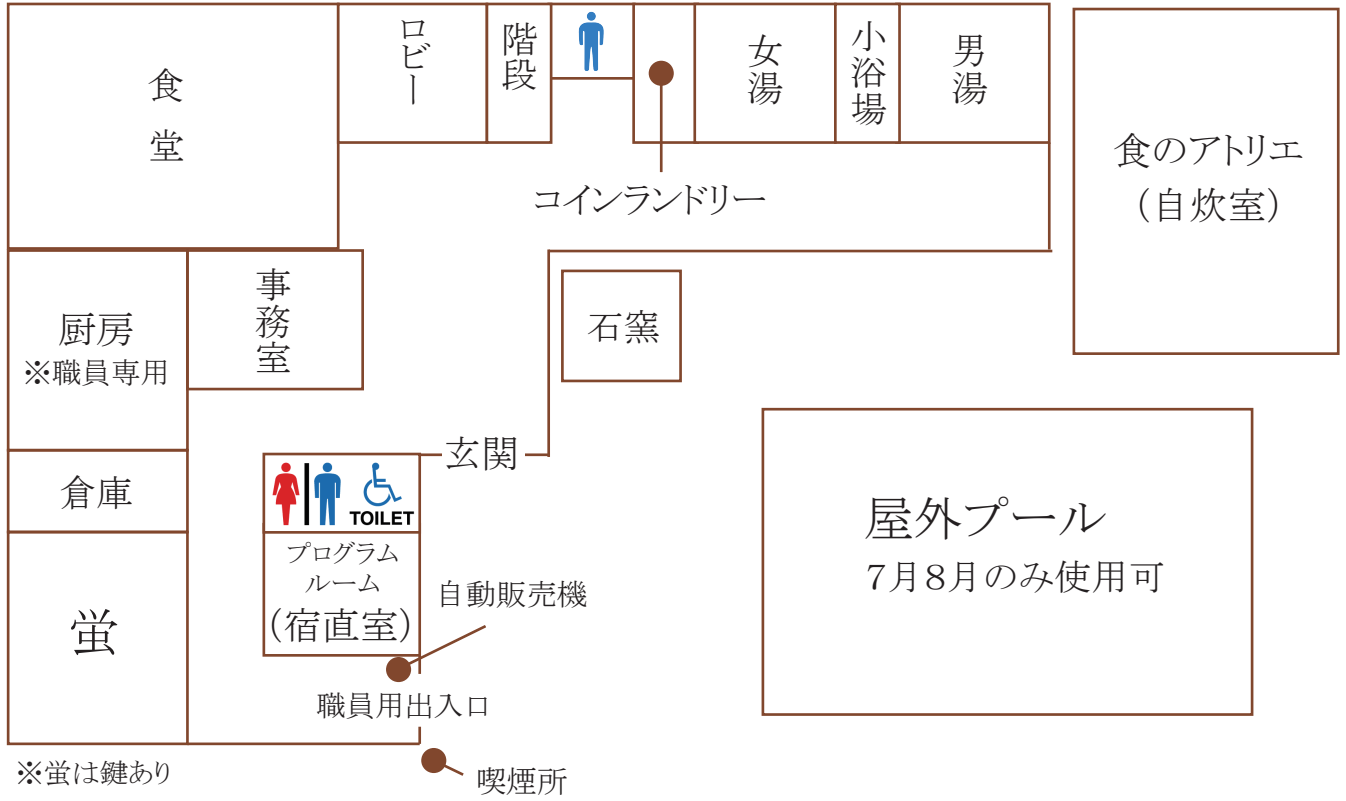 食堂
ロビー
階段
女湯
小浴場
男湯
コインランドリー
食のアトリエ
（自炊室）
厨房
※職員専用
事務室
石窯
玄関
倉庫
TOILET
プログラム
ルーム
（宿直室）
蛍
自動販売機
職員用出入口
屋外プール
7月8月のみ使用可
※蛍は鍵あり
喫煙所